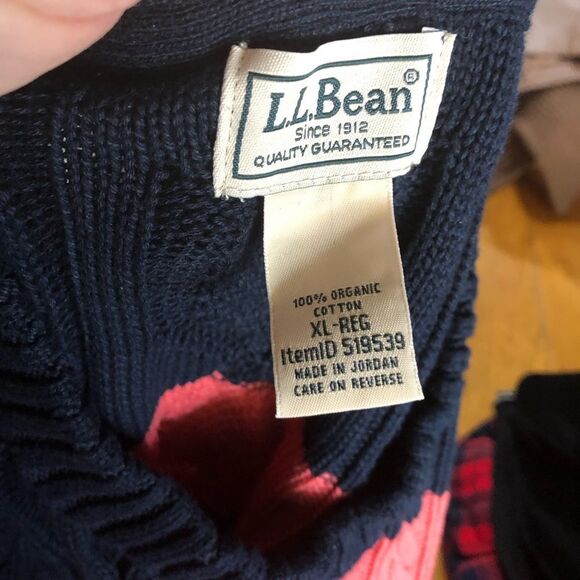 L.L.Bean®
Since 1912
QUALITY GUARANTEED
100% ORGANIC
COTTON
XL-REG
ItemID 519539
MADE IN JORDAN
CARE ON REVERSE